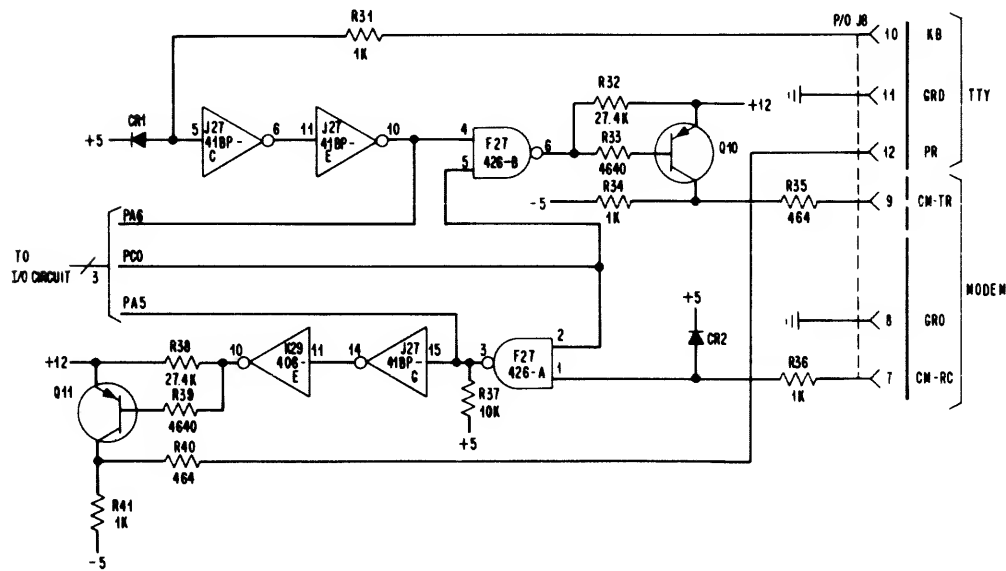 R31
1K
P/O J8
10 KB
CR1
+5
5 J27 41BP-C 6
11 J27 41BP-E 10
4
5
F27 426-B
6
R32
27.4K
R33
4640
R34
1K
-5
+12
Q10
11 GRD
TTY
12 PR
R35
464
9 CM-TR
PA6
TO I/O CIRCUIT
3
PC0
PA5
+5
CR2
8 GRD
MODEM
+12
R38
27.4K
10 K29 406-E 11
14 J27 41BP-G 15
3 F27 426-A
2
1
R36
1K
7 CM-RC
Q11
R39
4640
R37
10K
+5
R40
464
R41
1K
-5